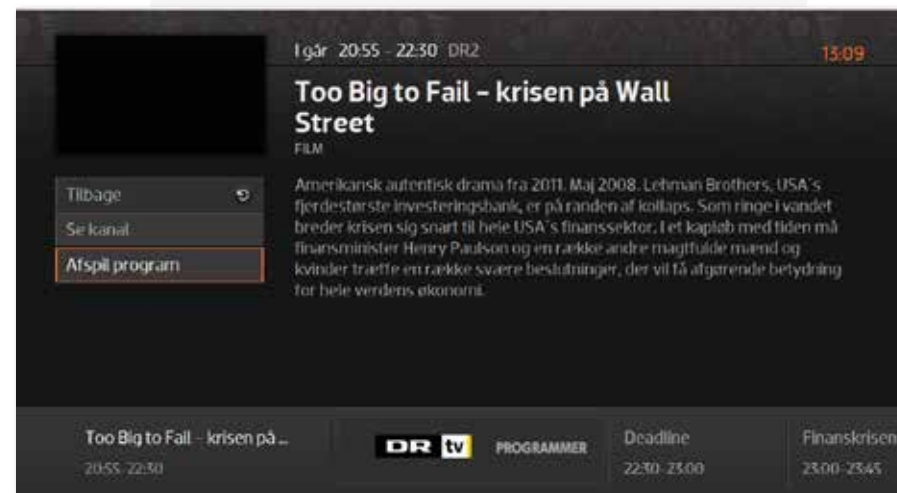 I går 20:55 - 22:30 DR2
13:09
Too Big to Fail – krisen på Wall
Street
FILM
Tilbage
Se kanal
Afspil program
Amerikansk autentisk drama fra 2011. Maj 2008. Lehman Brothers, USA´s
fjerdestørste investeringsbank, er på randen af kollaps. Som ringe i vandet
breder krisen sig snart til hele USA´s finanssektor. I et kapløb med tiden må
finansminister Henry Paulson og en række andre magtfulde mænd og
kvinder træffe en række svære beslutninger, der vil få afgørende betydning
for hele verdens økonomi.
Too Big to Fail - krisen på ...
20:55-22:30
DR tv PROGRAMMER
Deadline
22:30-23:00
Finanskrisen
23:00-23:45